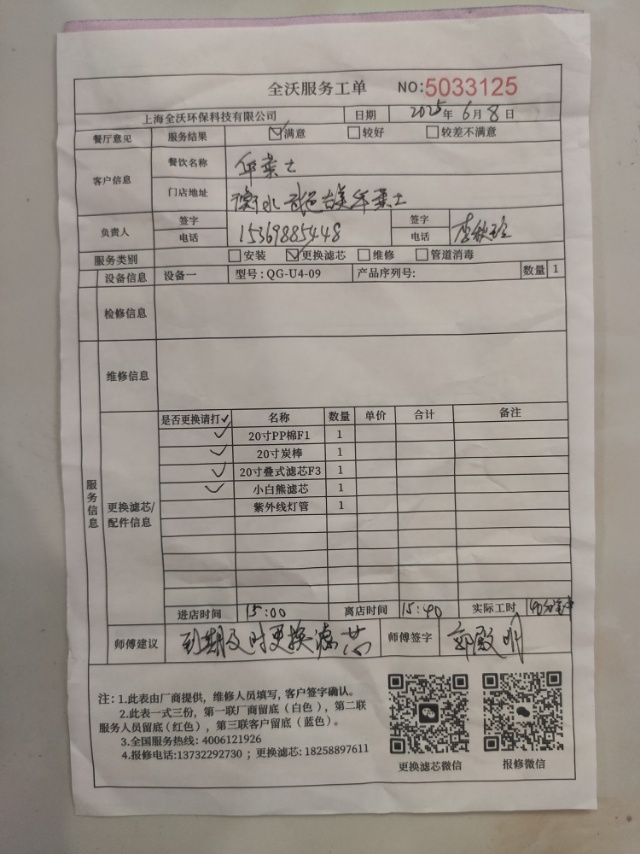 全沃服务工单 NO:5033125
上海全沃环保科技有限公司 日期 2025年6月8日
餐厅意见 服务结果 ☑满意 □较好 □较差不满意
客户信息 餐饮名称
门店地址 衡水
负责人 签字 电话 15369885448 签字 电话
服务类别 □安装 ☑更换滤芯 □维修 □管道消毒
设备信息 设备一 型号:QG-U4-09 产品序列号: 数量 1
检修信息
维修信息
服务信息
更换滤芯/配件信息
是否更换请打✓ 名称 数量 单价 合计 备注
✓ 20寸PP棉F1 1
✓ 20寸炭棒 1
✓ 20寸叠式滤芯F3 1
✓ 小白熊滤芯 1
紫外线灯管 1
进店时间 15:00 离店时间 15:40 实际工时 40分钟
师傅建议 到期及时更换滤芯 师傅签字 郭殿明
注: 1.此表由厂商提供，维修人员填写，客户签字确认。
2.此表一式三份，第一联厂商留底（白色），第二联
服务人员留底（红色），第三联客户留底（蓝色）。
3.全国服务热线: 4006121926
4.报修电话:13732292730 ; 更换滤芯: 18258897611
更换滤芯微信 报修微信